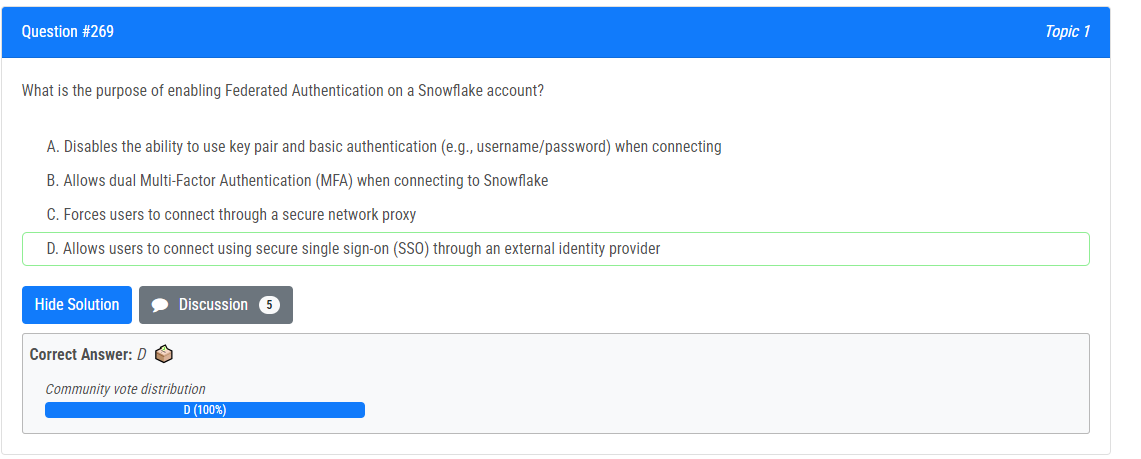 Question #269
Topic 1
What is the purpose of enabling Federated Authentication on a Snowflake account?
A. Disables the ability to use key pair and basic authentication (e.g., username/password) when connecting
B. Allows dual Multi-Factor Authentication (MFA) when connecting to Snowflake
C. Forces users to connect through a secure network proxy
D. Allows users to connect using secure single sign-on (SSO) through an external identity provider
Hide Solution
Discussion 5
Correct Answer: D
Community vote distribution
D (100%)